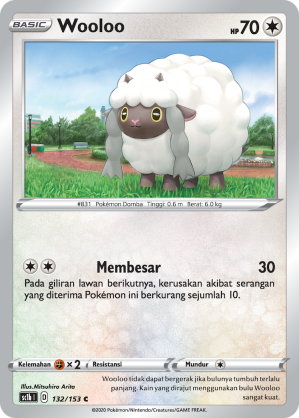 BASIC Wooloo HP 70
#831 Pokémon Domba Tinggi: 0.6 m Berat: 6.0 kg
Membesar 30
Pada giliran lawan berikutnya, kerusakan akibat serangan
yang diterima Pokémon ini berkurang sejumlah 10.
Kelemahan ×2 Resistansi Mundur
Illus. Mitsuhiro Arita
sc1b I D 132/153 C
Wooloo tidak dapat bergerak jika bulunya tumbuh terlalu
panjang. Kain yang dirajut menggunakan bulu Wooloo
sangat kuat.
©2020 Pokémon/Nintendo/Creatures/GAME FREAK.